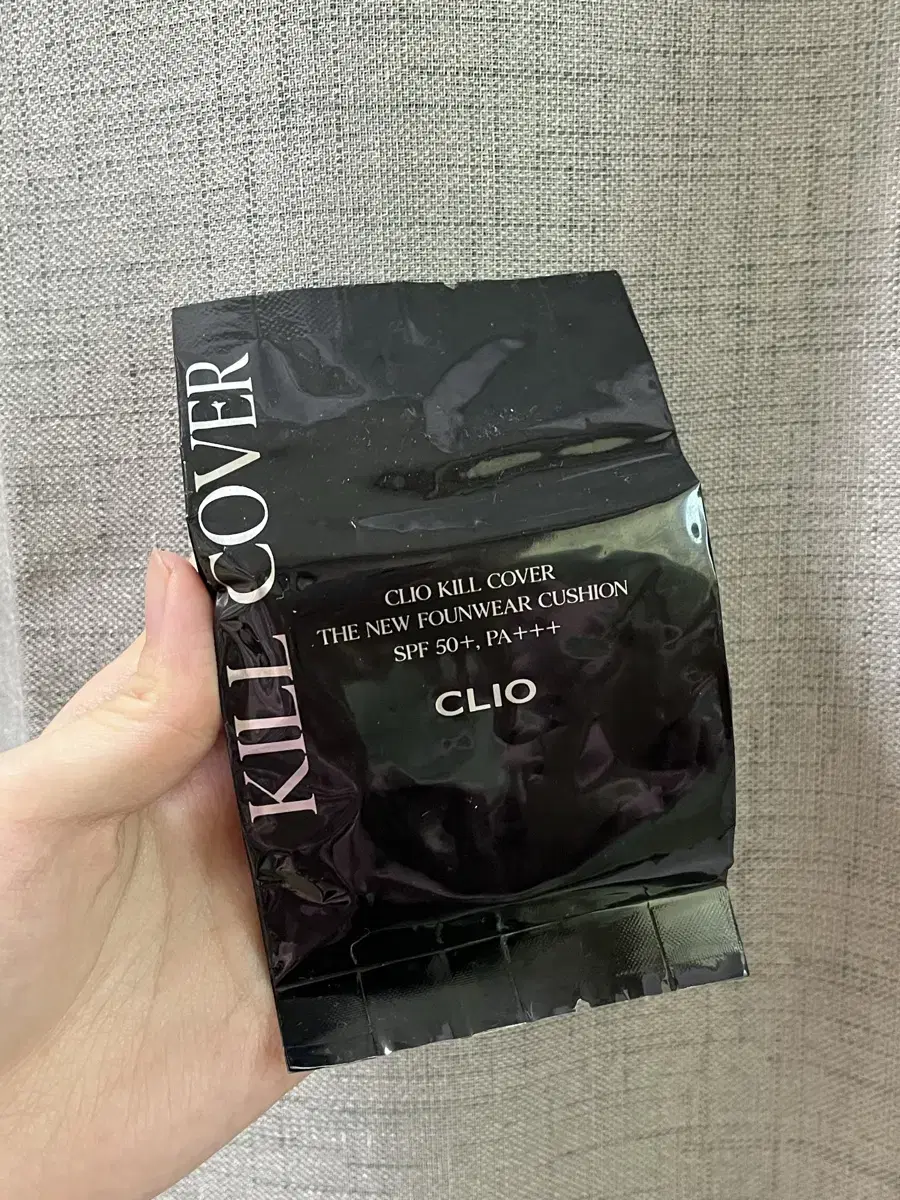 KILL COVER
CLIO KILL COVER
THE NEW FOUNWEAR CUSHION
SPF 50+, PA+++
CLIO